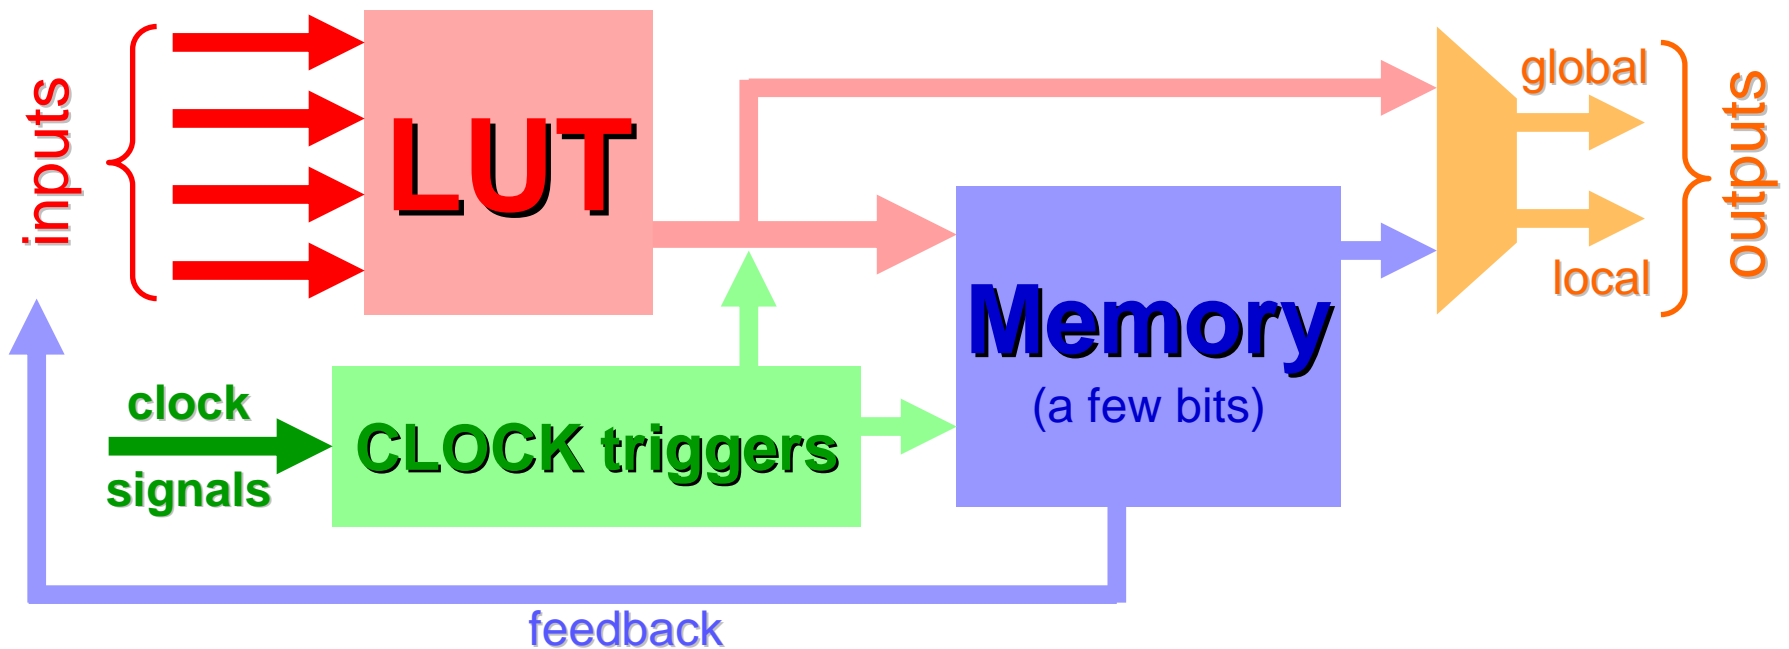 inputs
LUT
global
local
outputs
Memory
(a few bits)
clock
signals
CLOCK triggers
feedback